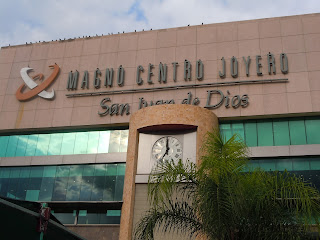 MAGNO CENTRO JOYERO
San Juan de Dios